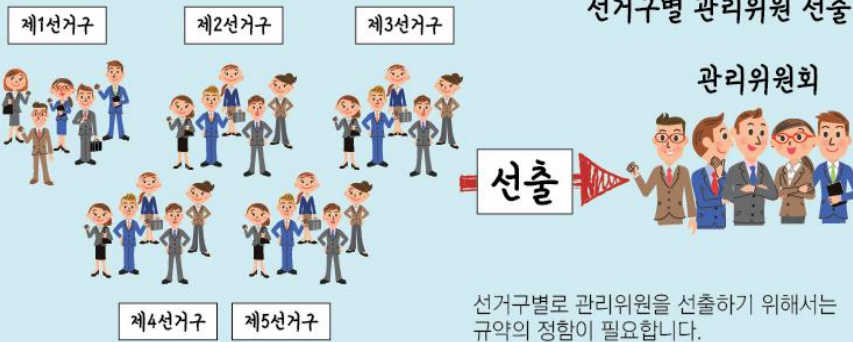 선거구별 관리위원 선출
제1선거구
제2선거구
제3선거구
관리위원회
선출
제4선거구
제5선거구
선거구별로 관리위원을 선출하기 위해서는
규약의 정함이 필요합니다.